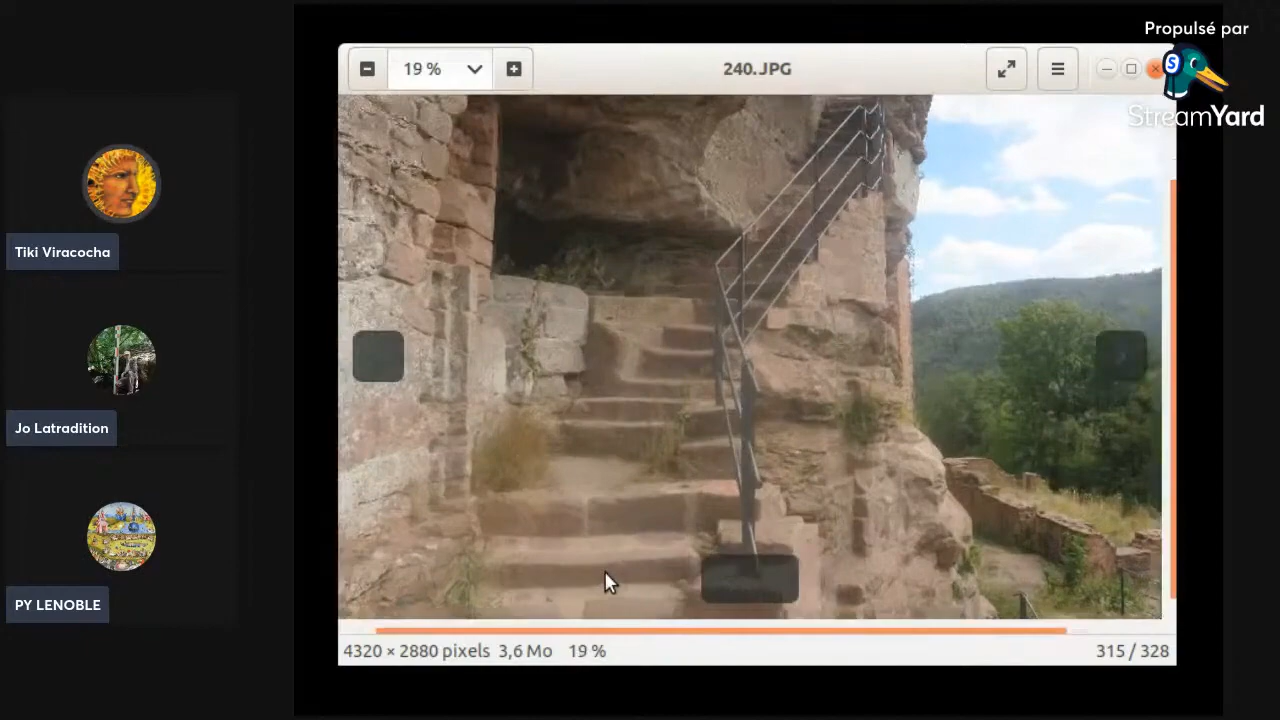 Propulsé par
StreamYard
19 %
240.JPG
Tiki Viracocha
Jo Latradition
PY LENOBLE
4320 × 2880 pixels 3,6 Mo 19 %
315 / 328